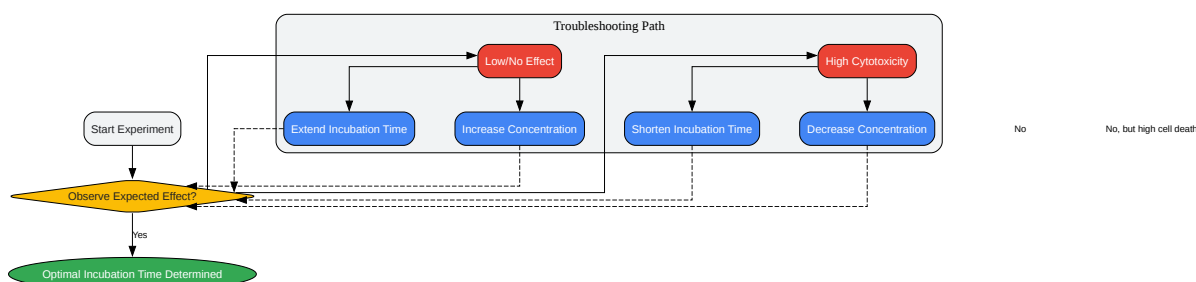 Troubleshooting Path
Low/No Effect
High Cytotoxicity
Start Experiment
Extend Incubation Time
Increase Concentration
Shorten Incubation Time
Decrease Concentration
No
No, but high cell death
Observe Expected Effect?
Yes
Optimal Incubation Time Determined